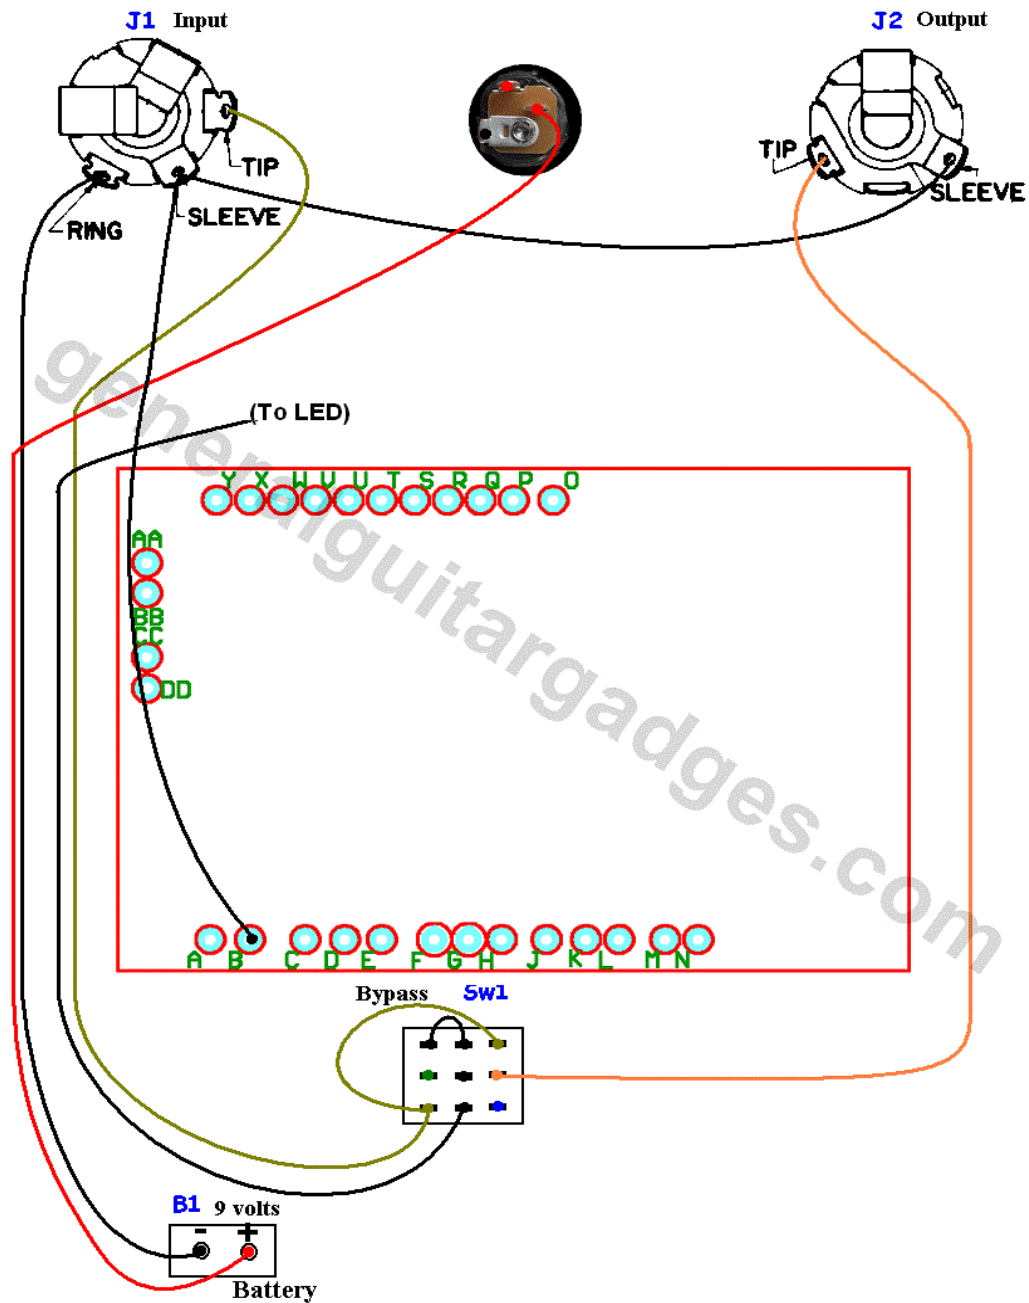 J1 Input
J2 Output
TIP
RING
SLEEVE
TIP
SLEEVE
(To LED)
Y X W V U T S R Q P O
AA
BB
CC
DD
generalguitargadges.com
A B C D E F G H J K L M N
Bypass SW1
B1 9 volts
- +
Battery